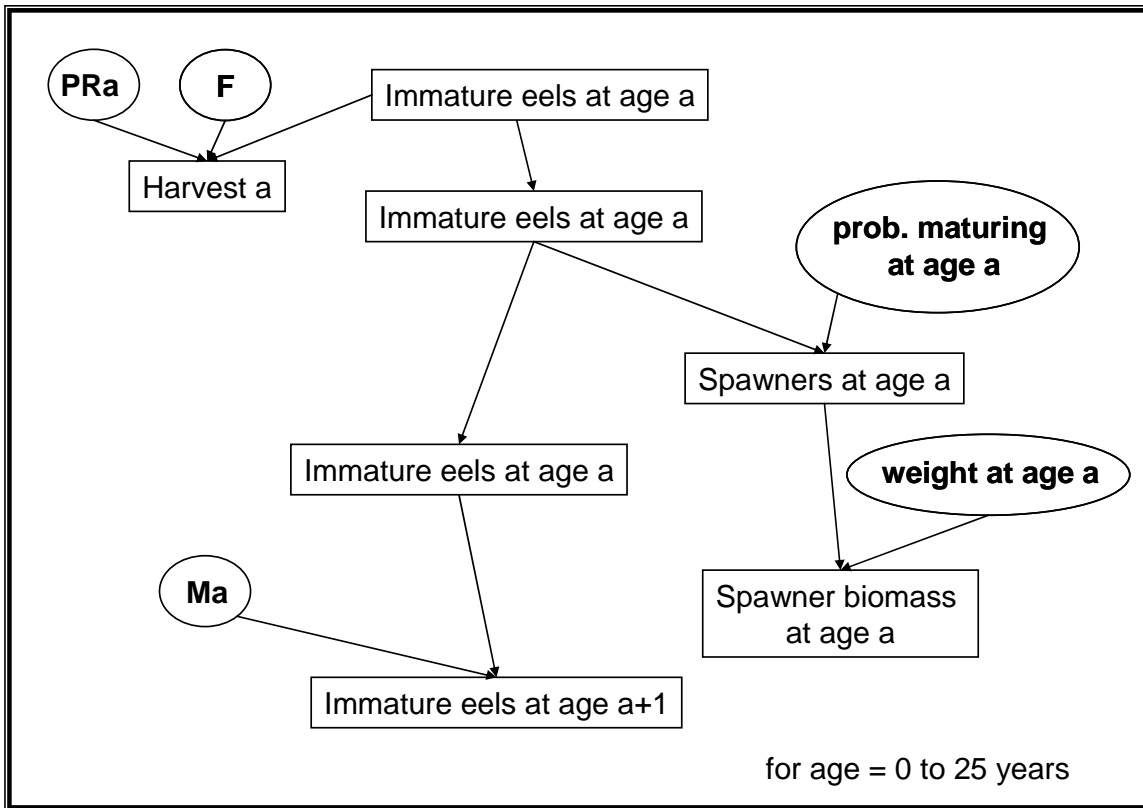 PRa
F
Immature eels at age a
Harvest a
Immature eels at age a
prob. maturing
at age a
Spawners at age a
Immature eels at age a
weight at age a
Ma
Spawner biomass
at age a
Immature eels at age a+1
for age = 0 to 25 years